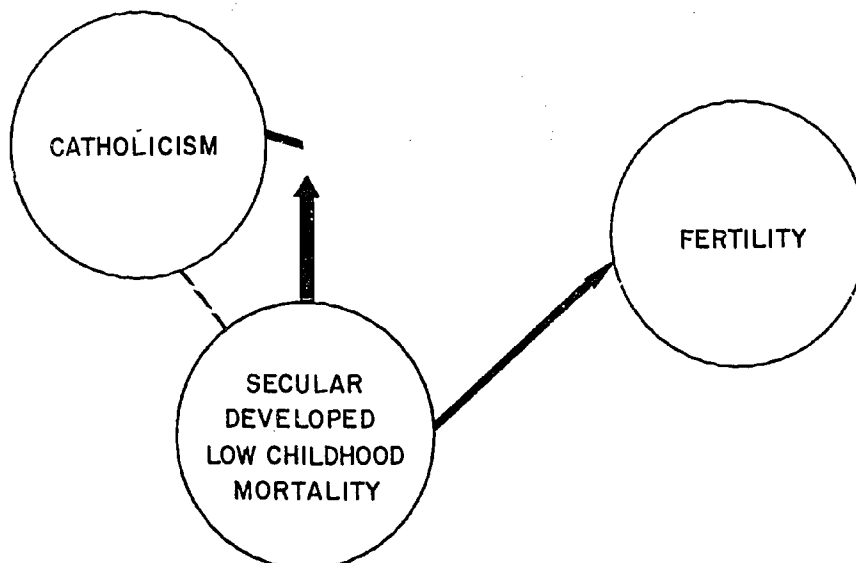 CATHOLICISM
FERTILITY
SECULAR
DEVELOPED
LOW CHILDHOOD
MORTALITY